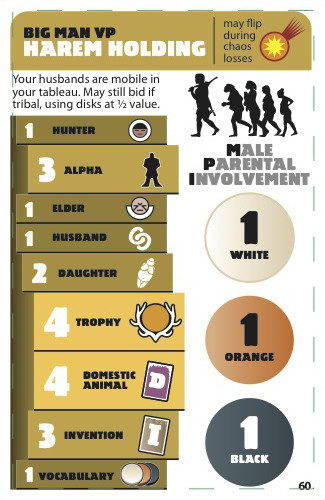 BIG MAN VP
HAREM HOLDING
may flip
during
chaos
losses
Your husbands are mobile in
your tableau. May still bid if
tribal, using disks at ½ value.
1 HUNTER
3 ALPHA
1 ELDER
1 HUSBAND
2 DAUGHTER
4 TROPHY
4 DOMESTIC
ANIMAL
D
3 INVENTION
I
1 VOCABULARY
MALE
PARENTAL
INVOLVEMENT
1
WHITE
1
ORANGE
1
BLACK
60